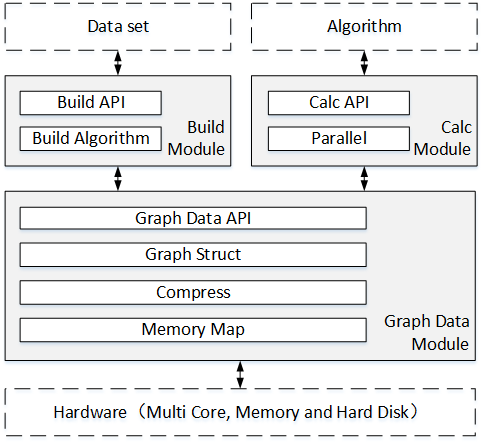 Data set
Algorithm
Build API
Build Algorithm
Build
Module
Calc API
Parallel
Calc
Module
Graph Data API
Graph Struct
Compress
Memory Map
Graph Data
Module
Hardware（Multi Core, Memory and Hard Disk）